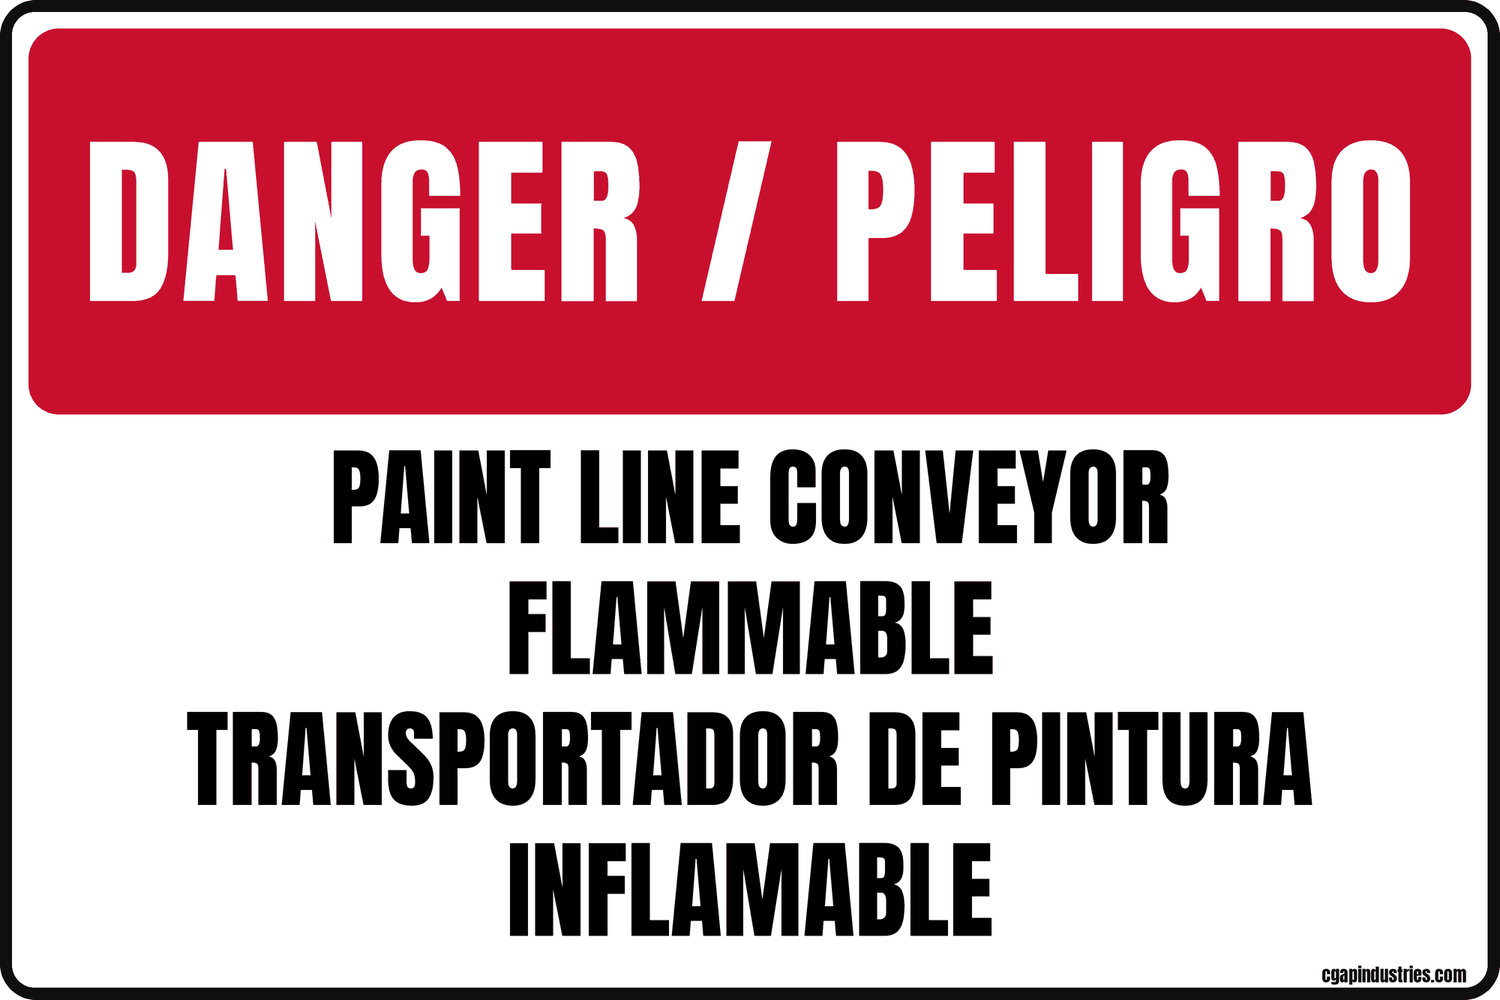 DANGER / PELIGRO
PAINT LINE CONVEYOR
FLAMMABLE
TRANSPORTADOR DE PINTURA
INFLAMABLE
cgapindustries.com